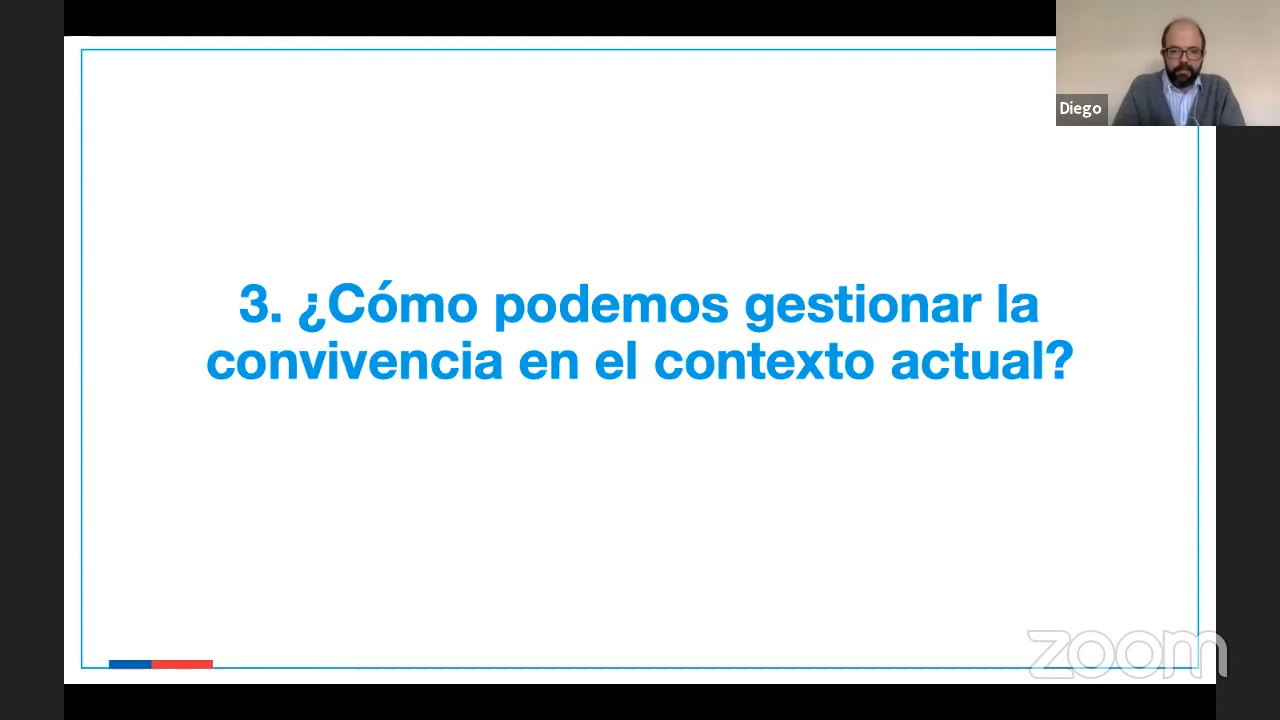 Diego
3. ¿Cómo podemos gestionar la
convivencia en el contexto actual?
zoom